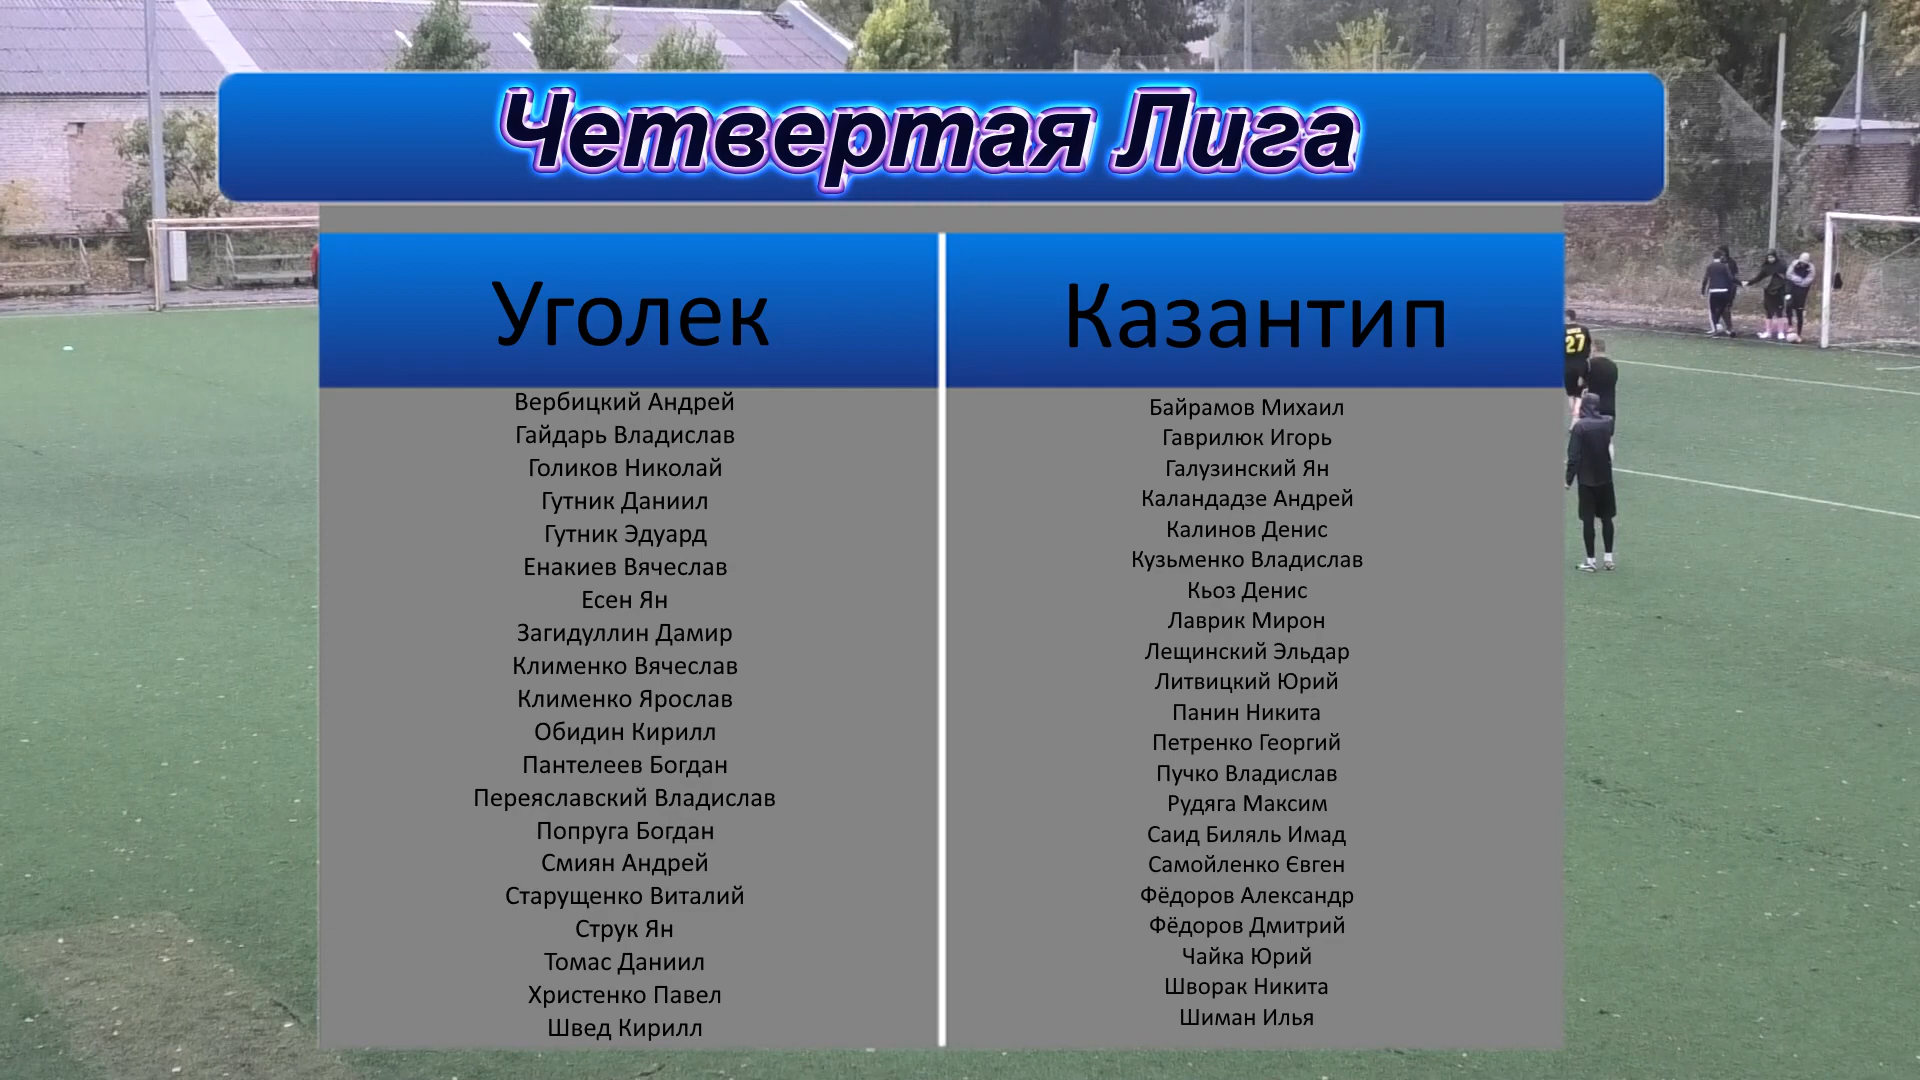 Четвертая Лига
Уголек
Вербицкий Андрей
Гайдарь Владислав
Голиков Николай
Гутник Даниил
Гутник Эдуард
Енакиев Вячеслав
Есен Ян
Загидуллин Дамир
Клименко Вячеслав
Клименко Ярослав
Обидин Кирилл
Пантелеев Богдан
Переяславский Владислав
Попруга Богдан
Смиян Андрей
Старущенко Виталий
Струк Ян
Томас Даниил
Христенко Павел
Швед Кирилл
Казантип
Байрамов Михаил
Гаврилюк Игорь
Галузинский Ян
Каландадзе Андрей
Калинов Денис
Кузьменко Владислав
Кьоз Денис
Лаврик Мирон
Лещинский Эльдар
Литвицкий Юрий
Панин Никита
Петренко Георгий
Пучко Владислав
Рудяга Максим
Саид Биляль Имад
Самойленко Євген
Фёдоров Александр
Фёдоров Дмитрий
Чайка Юрий
Шворак Никита
Шиман Илья
27